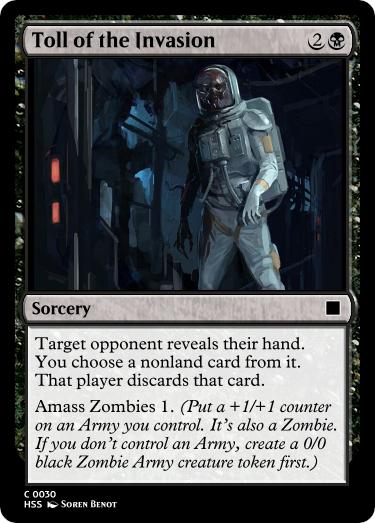 Toll of the Invasion 2
Sorcery
Target opponent reveals their hand.
You choose a nonland card from it.
That player discards that card.
Amass Zombies 1. (Put a +1/+1 counter
on an Army you control. It's also a Zombie.
If you don't control an Army, create a 0/0
black Zombie Army creature token first.)
C 0030
HSS Soren Benot